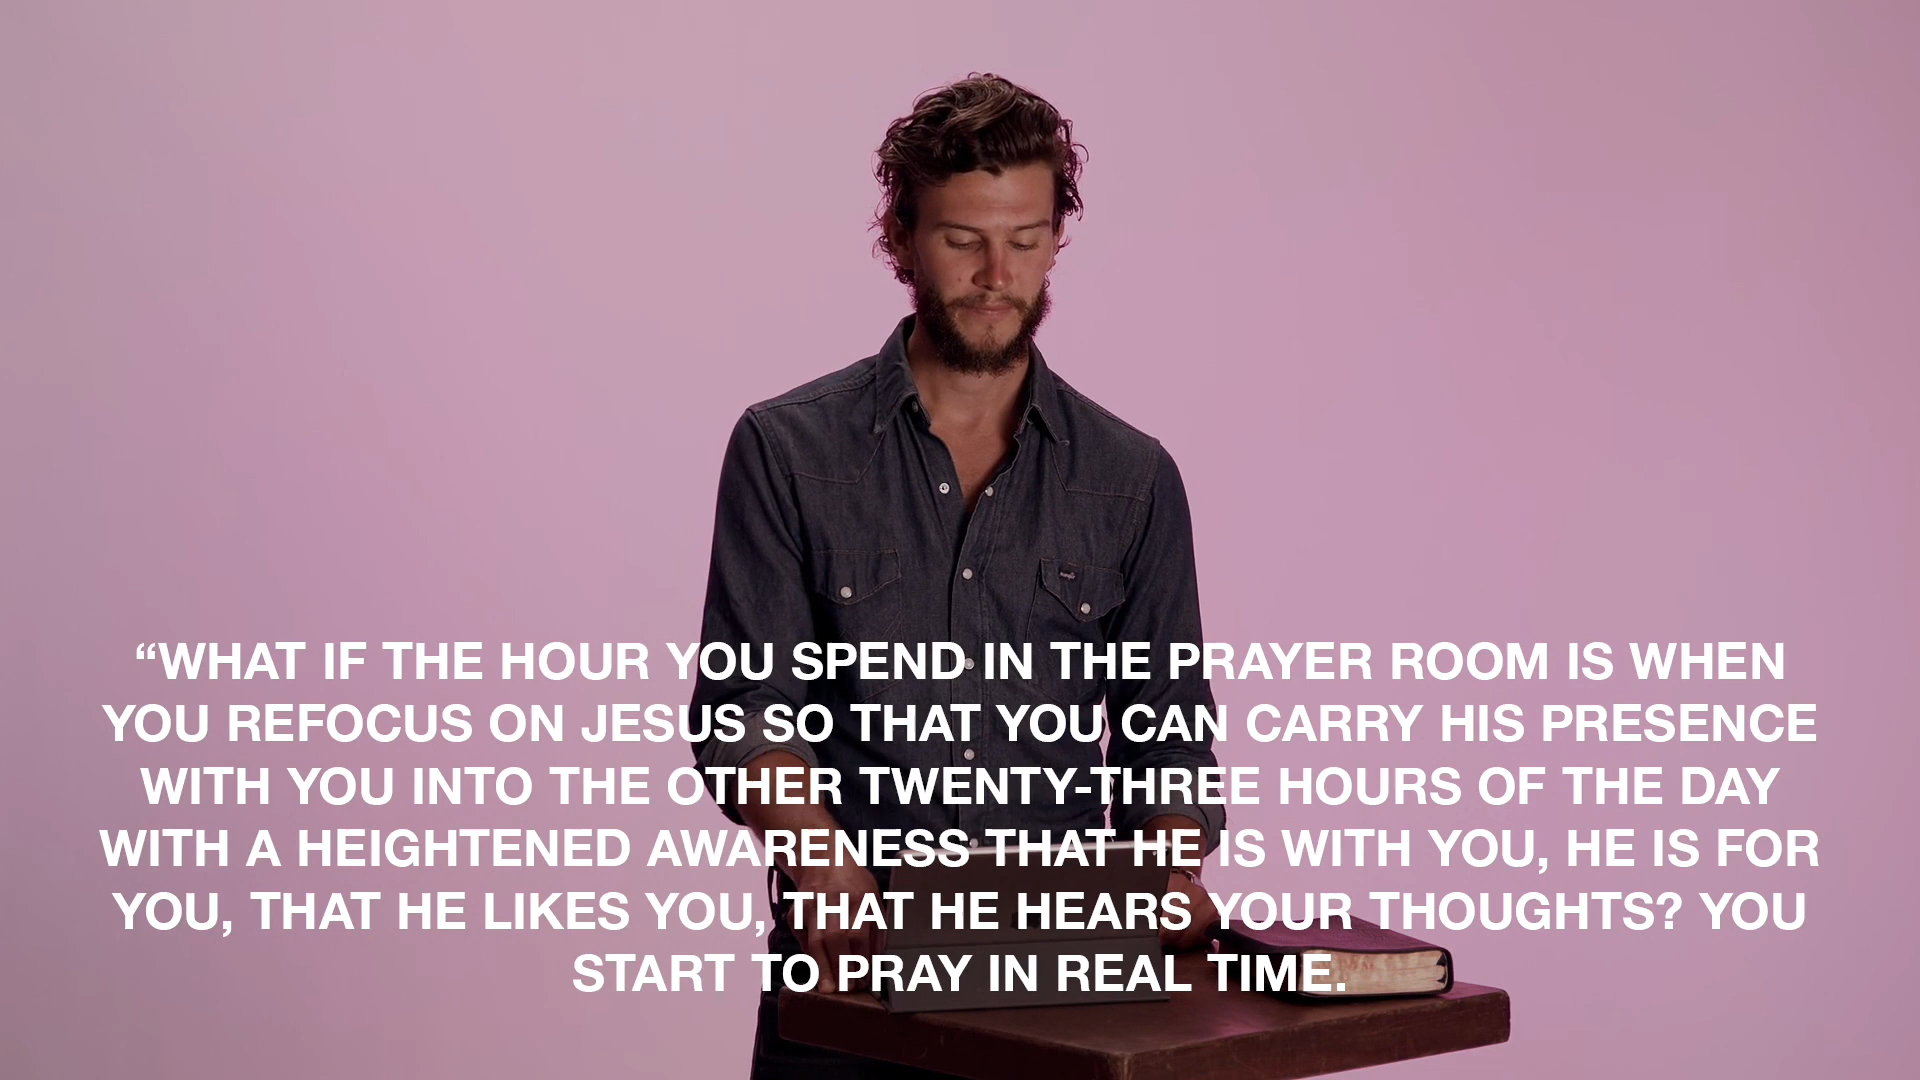 “WHAT IF THE HOUR YOU SPEND IN THE PRAYER ROOM IS WHEN
YOU REFOCUS ON JESUS SO THAT YOU CAN CARRY HIS PRESENCE
WITH YOU INTO THE OTHER TWENTY-THREE HOURS OF THE DAY
WITH A HEIGHTENED AWARENESS THAT HE IS WITH YOU, HE IS FOR
YOU, THAT HE LIKES YOU, THAT HE HEARS YOUR THOUGHTS? YOU
START TO PRAY IN REAL TIME.